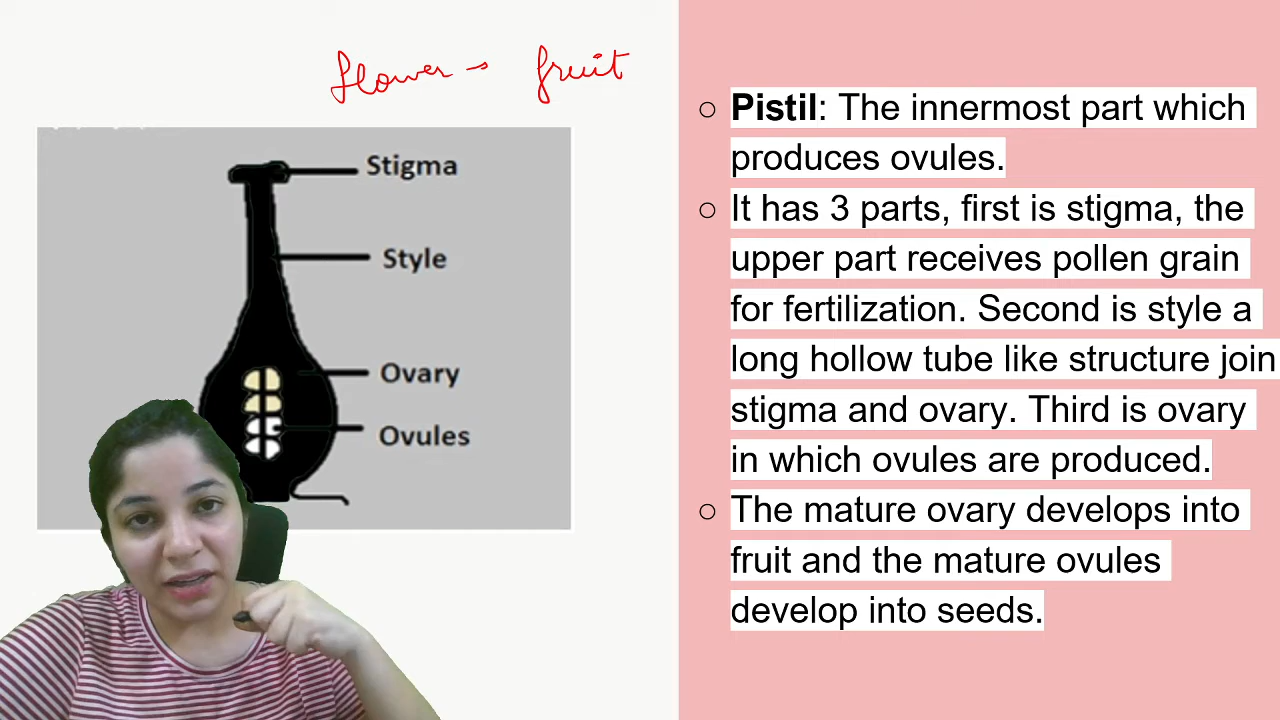 flower → fruit
Stigma
Style
Ovary
Ovules
○ Pistil: The innermost part which
produces ovules.
○ It has 3 parts, first is stigma, the
upper part receives pollen grain
for fertilization. Second is style a
long hollow tube like structure join
stigma and ovary. Third is ovary
in which ovules are produced.
○ The mature ovary develops into
fruit and the mature ovules
develop into seeds.